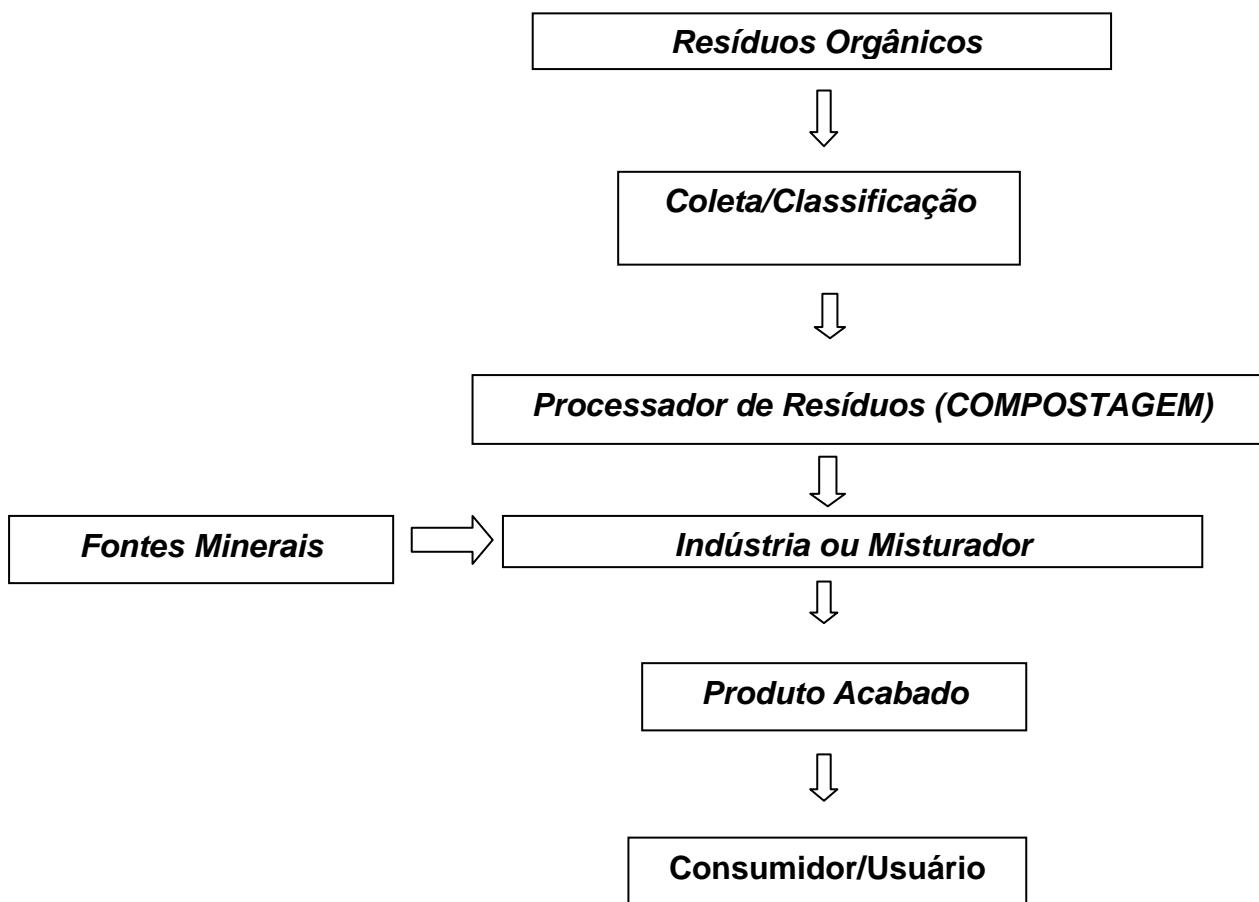 Resíduos Orgânicos
Coleta/Classificação
Processador de Resíduos (COMPOSTAGEM)
Fontes Minerais
Indústria ou Misturador
Produto Acabado
Consumidor/Usuário